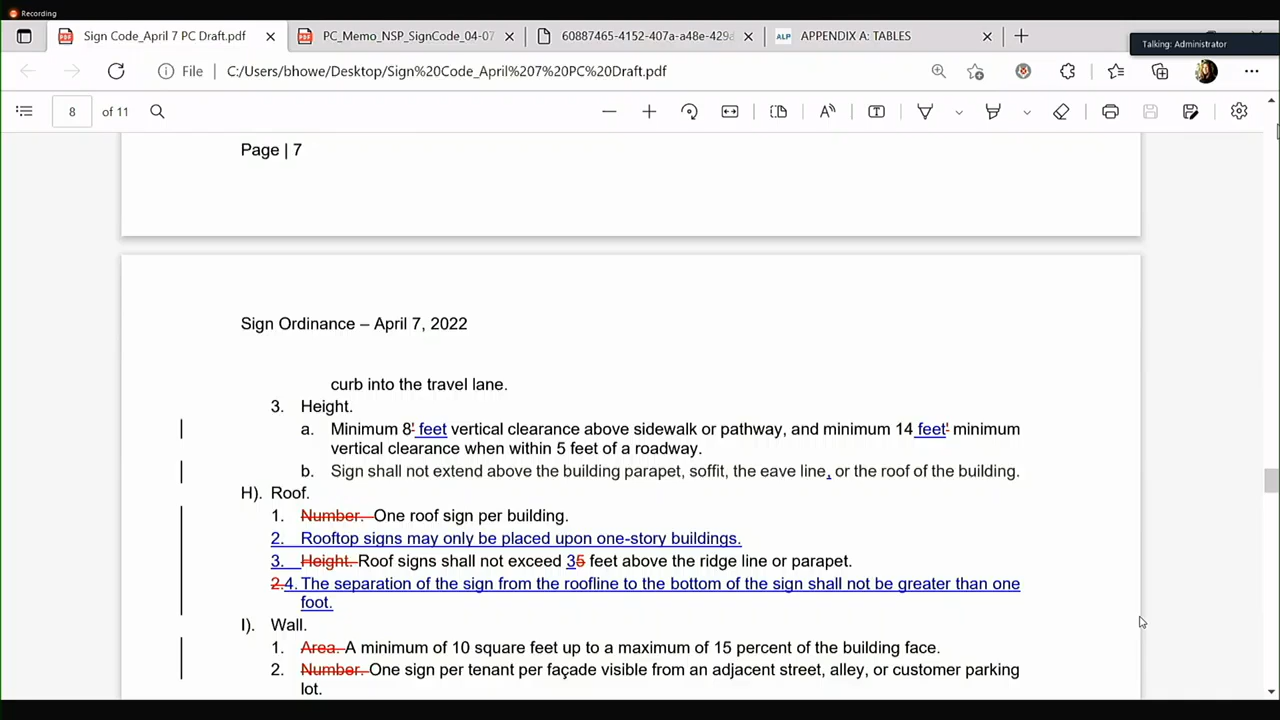 Recording
Sign Code_April 7 PC Draft.pdf
PC_Memo_NSP_SignCode_04-07
60887465-4152-407a-a48e-429a
ALP APPENDIX A: TABLES
Talking: Administrator
File C:/Users/bhowe/Desktop/Sign%20Code_April%207%20PC%20Draft.pdf
8 of 11
Page | 7
Sign Ordinance – April 7, 2022
curb into the travel lane.
3. Height.
a. Minimum 8' feet vertical clearance above sidewalk or pathway, and minimum 14 feet' minimum
vertical clearance when within 5 feet of a roadway.
b. Sign shall not extend above the building parapet, soffit, the eave line, or the roof of the building.
H). Roof.
1. Number. One roof sign per building.
2. Rooftop signs may only be placed upon one-story buildings.
3. Height. Roof signs shall not exceed 35 feet above the ridge line or parapet.
2.4. The separation of the sign from the roofline to the bottom of the sign shall not be greater than one
foot.
I). Wall.
1. Area. A minimum of 10 square feet up to a maximum of 15 percent of the building face.
2. Number. One sign per tenant per façade visible from an adjacent street, alley, or customer parking
lot.